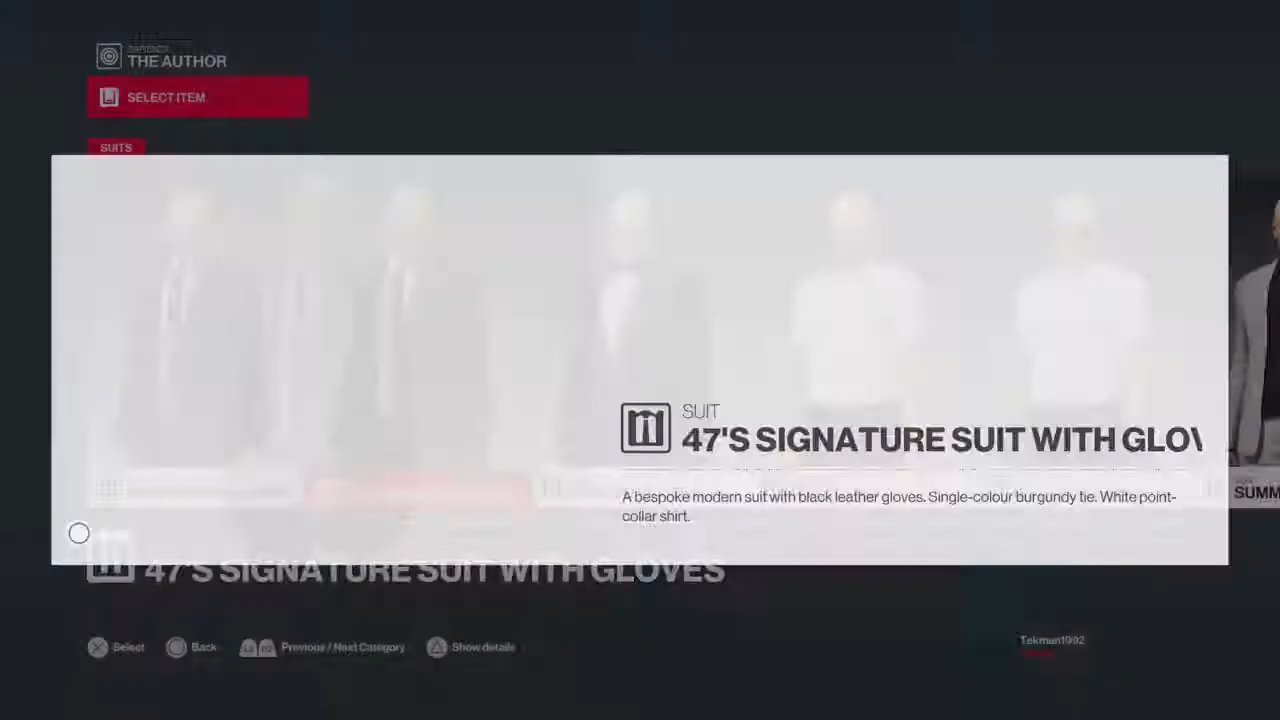 THE AUTHOR
SELECT ITEM
SUITS
SUIT
47'S SIGNATURE SUIT WITH GLOV
A bespoke modern suit with black leather gloves. Single-colour burgundy tie. White point-
collar shirt.
SUMM
47'S SIGNATURE SUIT WITH GLOVES
Select
Back
Previous / Next Category
Show details
Tekman1992